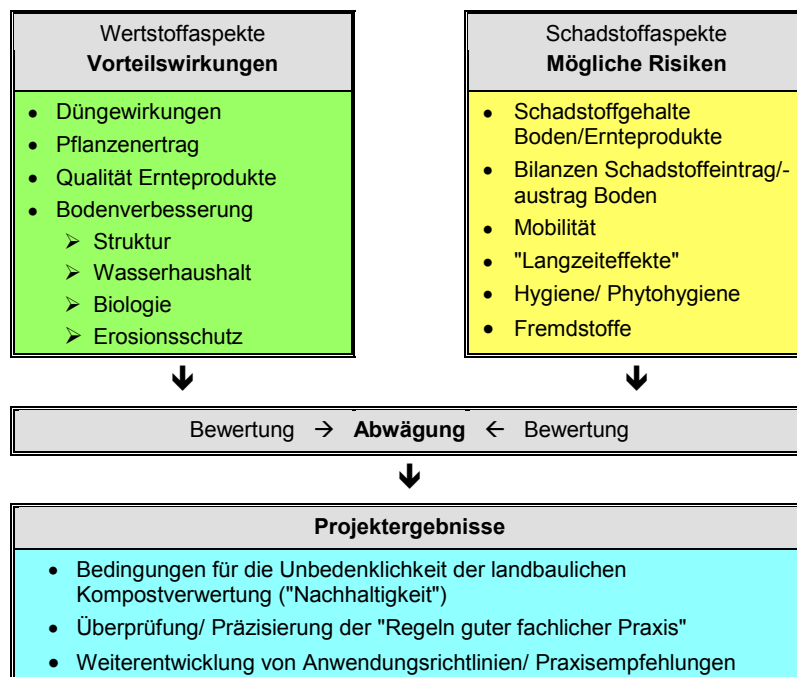 Wertstoffaspekte
Vorteilswirkungen
• Düngewirkungen
• Pflanzenertrag
• Qualität Ernteprodukte
• Bodenverbesserung
➢ Struktur
➢ Wasserhaushalt
➢ Biologie
➢ Erosionsschutz
Schadstoffaspekte
Mögliche Risiken
• Schadstoffgehalte
Boden/Ernteprodukte
• Bilanzen Schadstoffeintrag/-
austrag Boden
• Mobilität
• "Langzeiteffekte"
• Hygiene/ Phytohygiene
• Fremdstoffe
Bewertung → Abwägung ← Bewertung
Projektergebnisse
• Bedingungen für die Unbedenklichkeit der landbaulichen
Kompostverwertung ("Nachhaltigkeit")
• Überprüfung/ Präzisierung der "Regeln guter fachlicher Praxis"
• Weiterentwicklung von Anwendungsrichtlinien/ Praxisempfehlungen